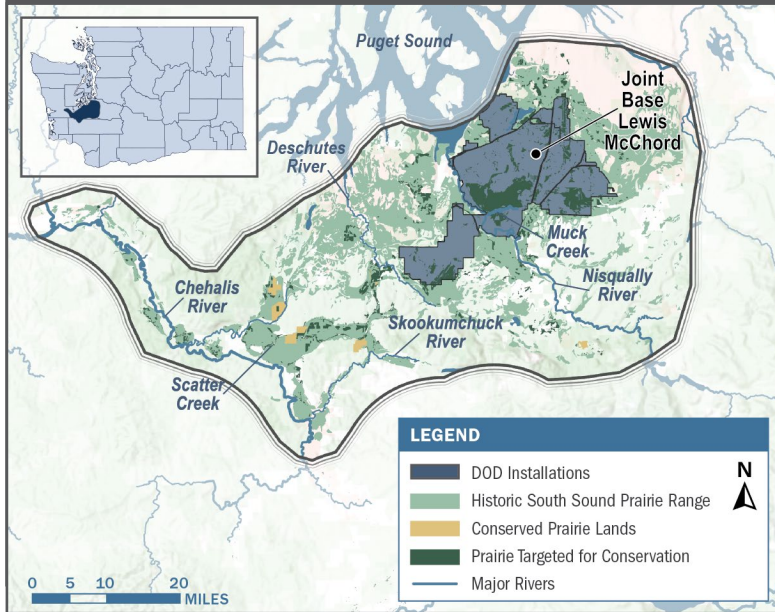 Puget Sound
Joint
Base
Lewis
McChord
Deschutes
River
Muck
Creek
Nisqually
River
Chehalis
River
Skookumchuck
River
Scatter
Creek
LEGEND
DOD Installations
Historic South Sound Prairie Range
Conserved Prairie Lands
Prairie Targeted for Conservation
Major Rivers
N
0 5 10 20
MILES